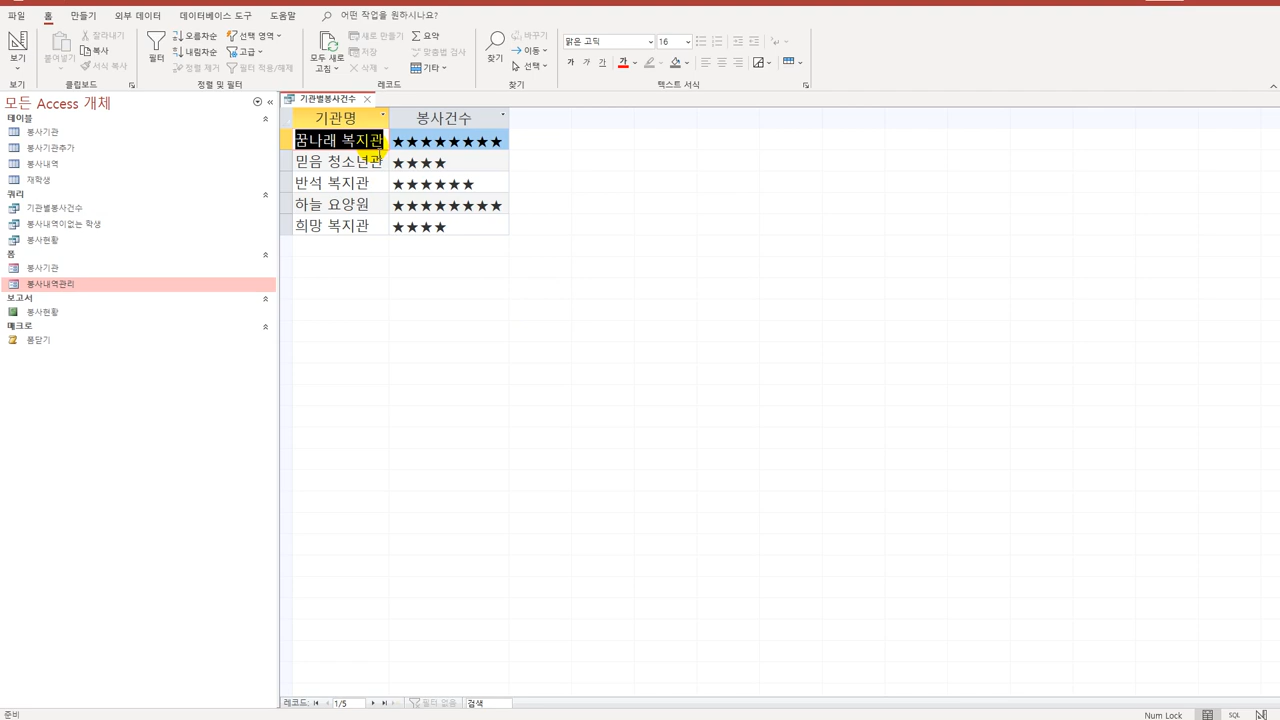 파일 홈 만들기 외부 데이터 데이터베이스 도구 도움말 어떤 작업을 원하시나요?
잘라내기 오름차순 선택 영역 새로 만들기 요약 바꾸기 맑은 고딕 16
복사 내림차순 고급 저장 맞춤법 검사 이동
보기 붙여넣기 서식 복사 필터 정렬 제거 필터 적용/해제 모두 새로 고침 삭제 기타 찾기 선택 가 가 가 가
보기 클립보드 정렬 및 필터 레코드 찾기 텍스트 서식
모든 Access 개체
테이블
봉사기관
봉사기관추가
봉사내역
재학생
쿼리
기관별봉사건수
봉사내역이없는 학생
봉사현황
폼
봉사기관
봉사내역관리
보고서
봉사현황
매크로
폼닫기
기관별봉사건수
기관명 봉사건수
꿈나래 복지관 ★★★★★★★★
믿음 청소년관 ★★★★
반석 복지관 ★★★★★★
하늘 요양원 ★★★★★★★★
희망 복지관 ★★★★
레코드: 1/5 필터 없음 검색
준비 Num Lock SQL